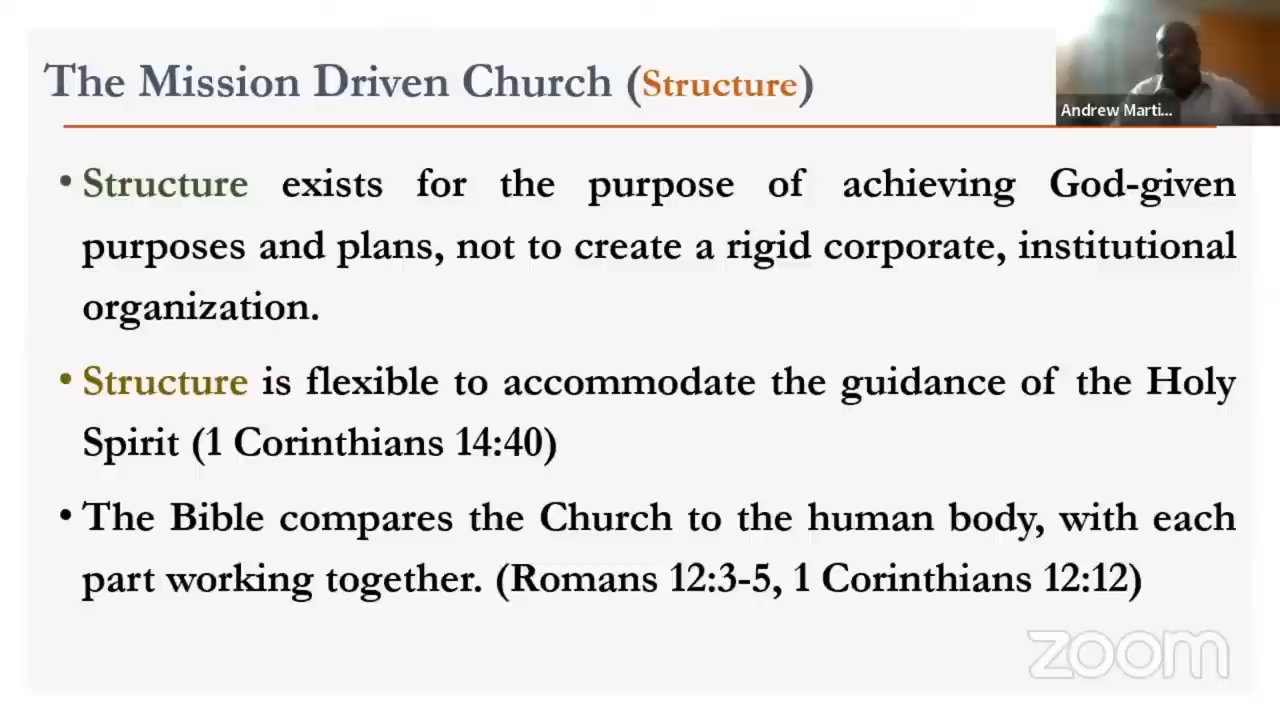 The Mission Driven Church (Structure)
Andrew Marti...
• Structure exists for the purpose of achieving God-given
purposes and plans, not to create a rigid corporate, institutional
organization.
• Structure is flexible to accommodate the guidance of the Holy
Spirit (1 Corinthians 14:40)
• The Bible compares the Church to the human body, with each
part working together. (Romans 12:3-5, 1 Corinthians 12:12)
zoom